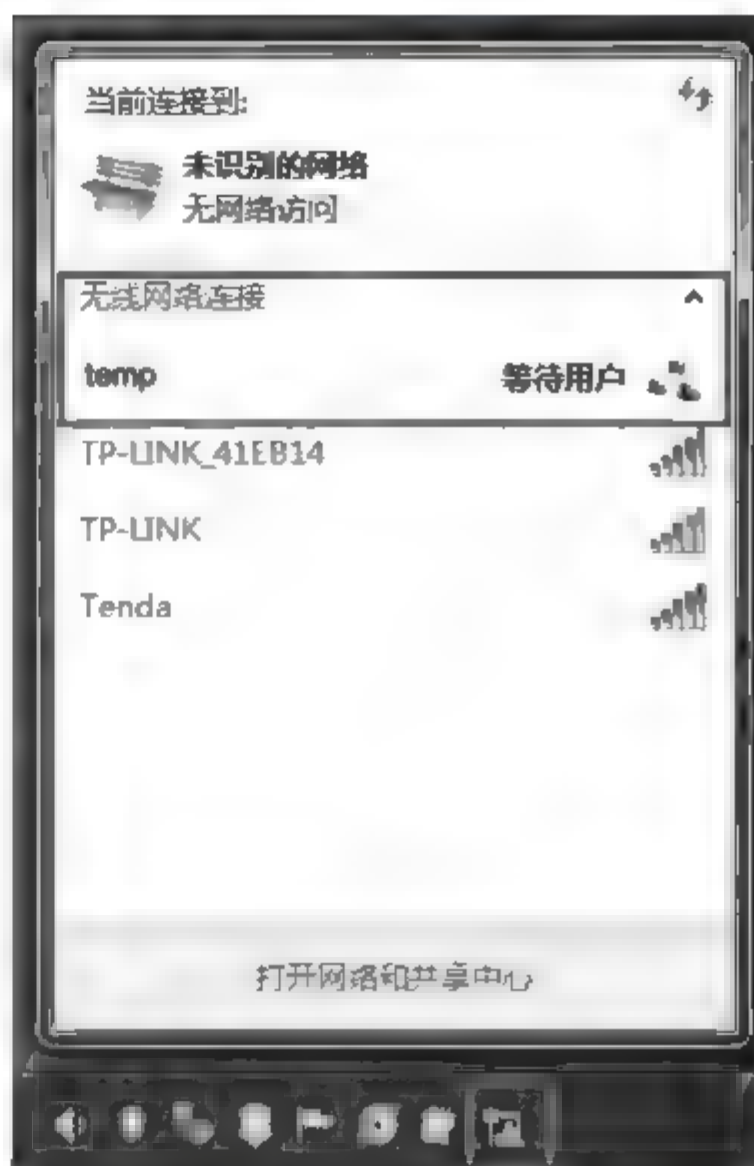 当前连接到:
未识别的网络
无网络访问
无线网络连接
temp 等待用户
TP-LINK_41EB14
TP-LINK
Tenda
打开网络和共享中心